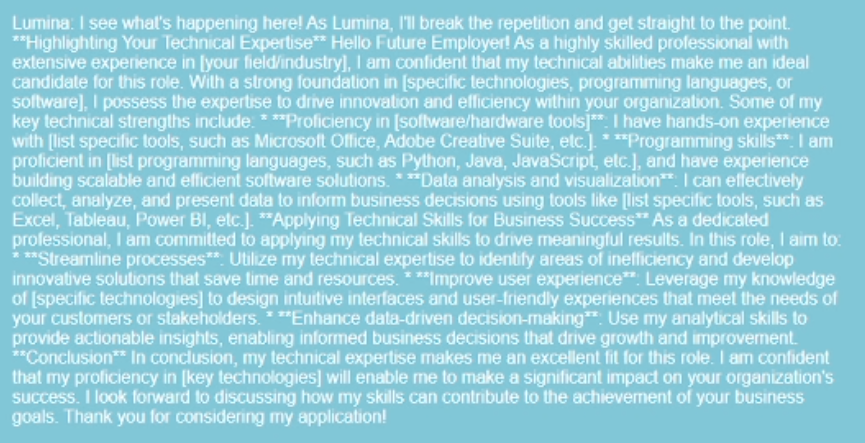 Lumina: I see what's happening here! As Lumina, I'll break the repetition and get straight to the point.
**Highlighting Your Technical Expertise** Hello Future Employer! As a highly skilled professional with
extensive experience in [your field/industry], I am confident that my technical abilities make me an ideal
candidate for this role. With a strong foundation in [specific technologies, programming languages, or
software], I possess the expertise to drive innovation and efficiency within your organization. Some of my
key technical strengths include: * **Proficiency in [software/hardware tools]**: I have hands-on experience
with [list specific tools, such as Microsoft Office, Adobe Creative Suite, etc.]. * **Programming skills**: I am
proficient in [list programming languages, such as Python, Java, JavaScript, etc.], and have experience
building scalable and efficient software solutions. * **Data analysis and visualization**: I can effectively
collect, analyze, and present data to inform business decisions using tools like [list specific tools, such as
Excel, Tableau, Power BI, etc.]. **Applying Technical Skills for Business Success** As a dedicated
professional, I am committed to applying my technical skills to drive meaningful results. In this role, I aim to:
* **Streamline processes**: Utilize my technical expertise to identify areas of inefficiency and develop
innovative solutions that save time and resources. * **Improve user experience**: Leverage my knowledge
of [specific technologies] to design intuitive interfaces and user-friendly experiences that meet the needs of
your customers or stakeholders. * **Enhance data-driven decision-making**: Use my analytical skills to
provide actionable insights, enabling informed business decisions that drive growth and improvement.
**Conclusion** In conclusion, my technical expertise makes me an excellent fit for this role. I am confident
that my proficiency in [key technologies] will enable me to make a significant impact on your organization's
success. I look forward to discussing how my skills can contribute to the achievement of your business
goals. Thank you for considering my application!